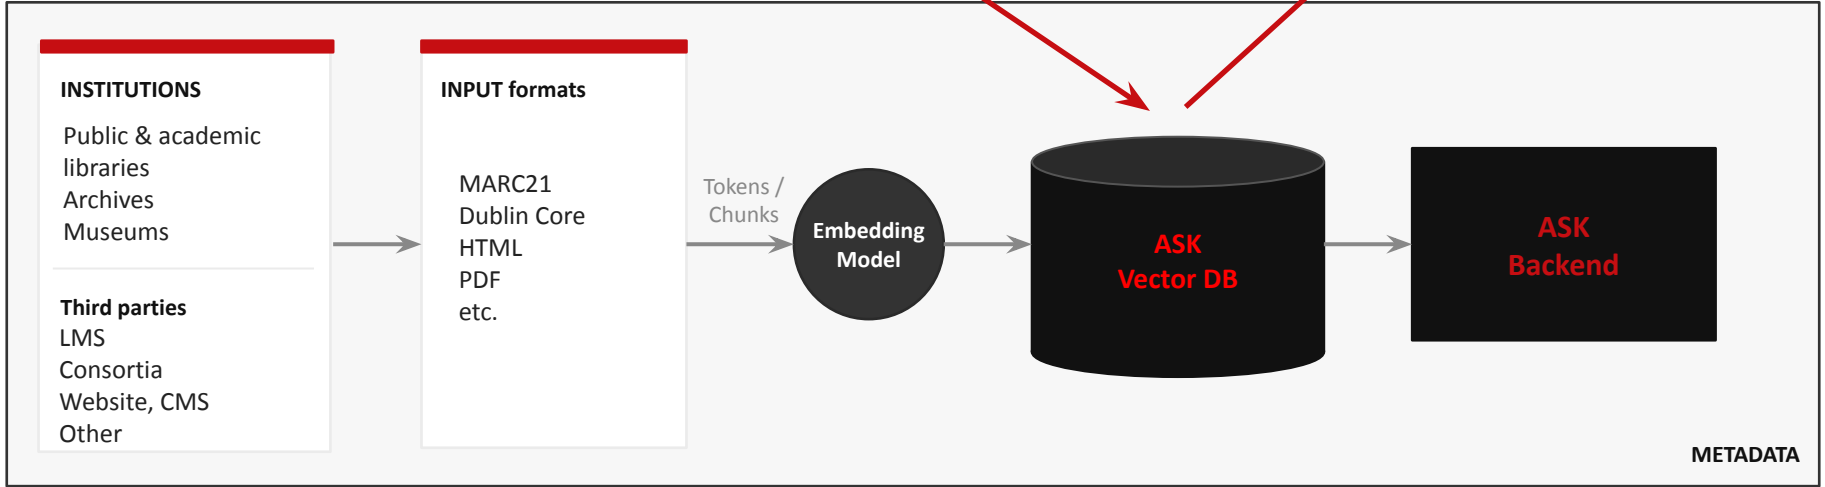 INSTITUTIONS
Public & academic
libraries
Archives
Museums
Third parties
LMS
Consortia
Website, CMS
Other
INPUT formats
MARC21
Dublin Core
HTML
PDF
etc.
Tokens /
Chunks
Embedding
Model
ASK
Vector DB
ASK
Backend
METADATA